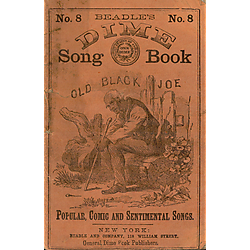 No. 8 BEADLE'S No. 8
DIME
Song Book
OLD BLACK JOE
POPULAR, COMIC AND SENTIMENTAL SONGS.
NEW YORK:
BEADLE AND COMPANY, 118 WILLIAM STREET.
General Dime Book Publishers.